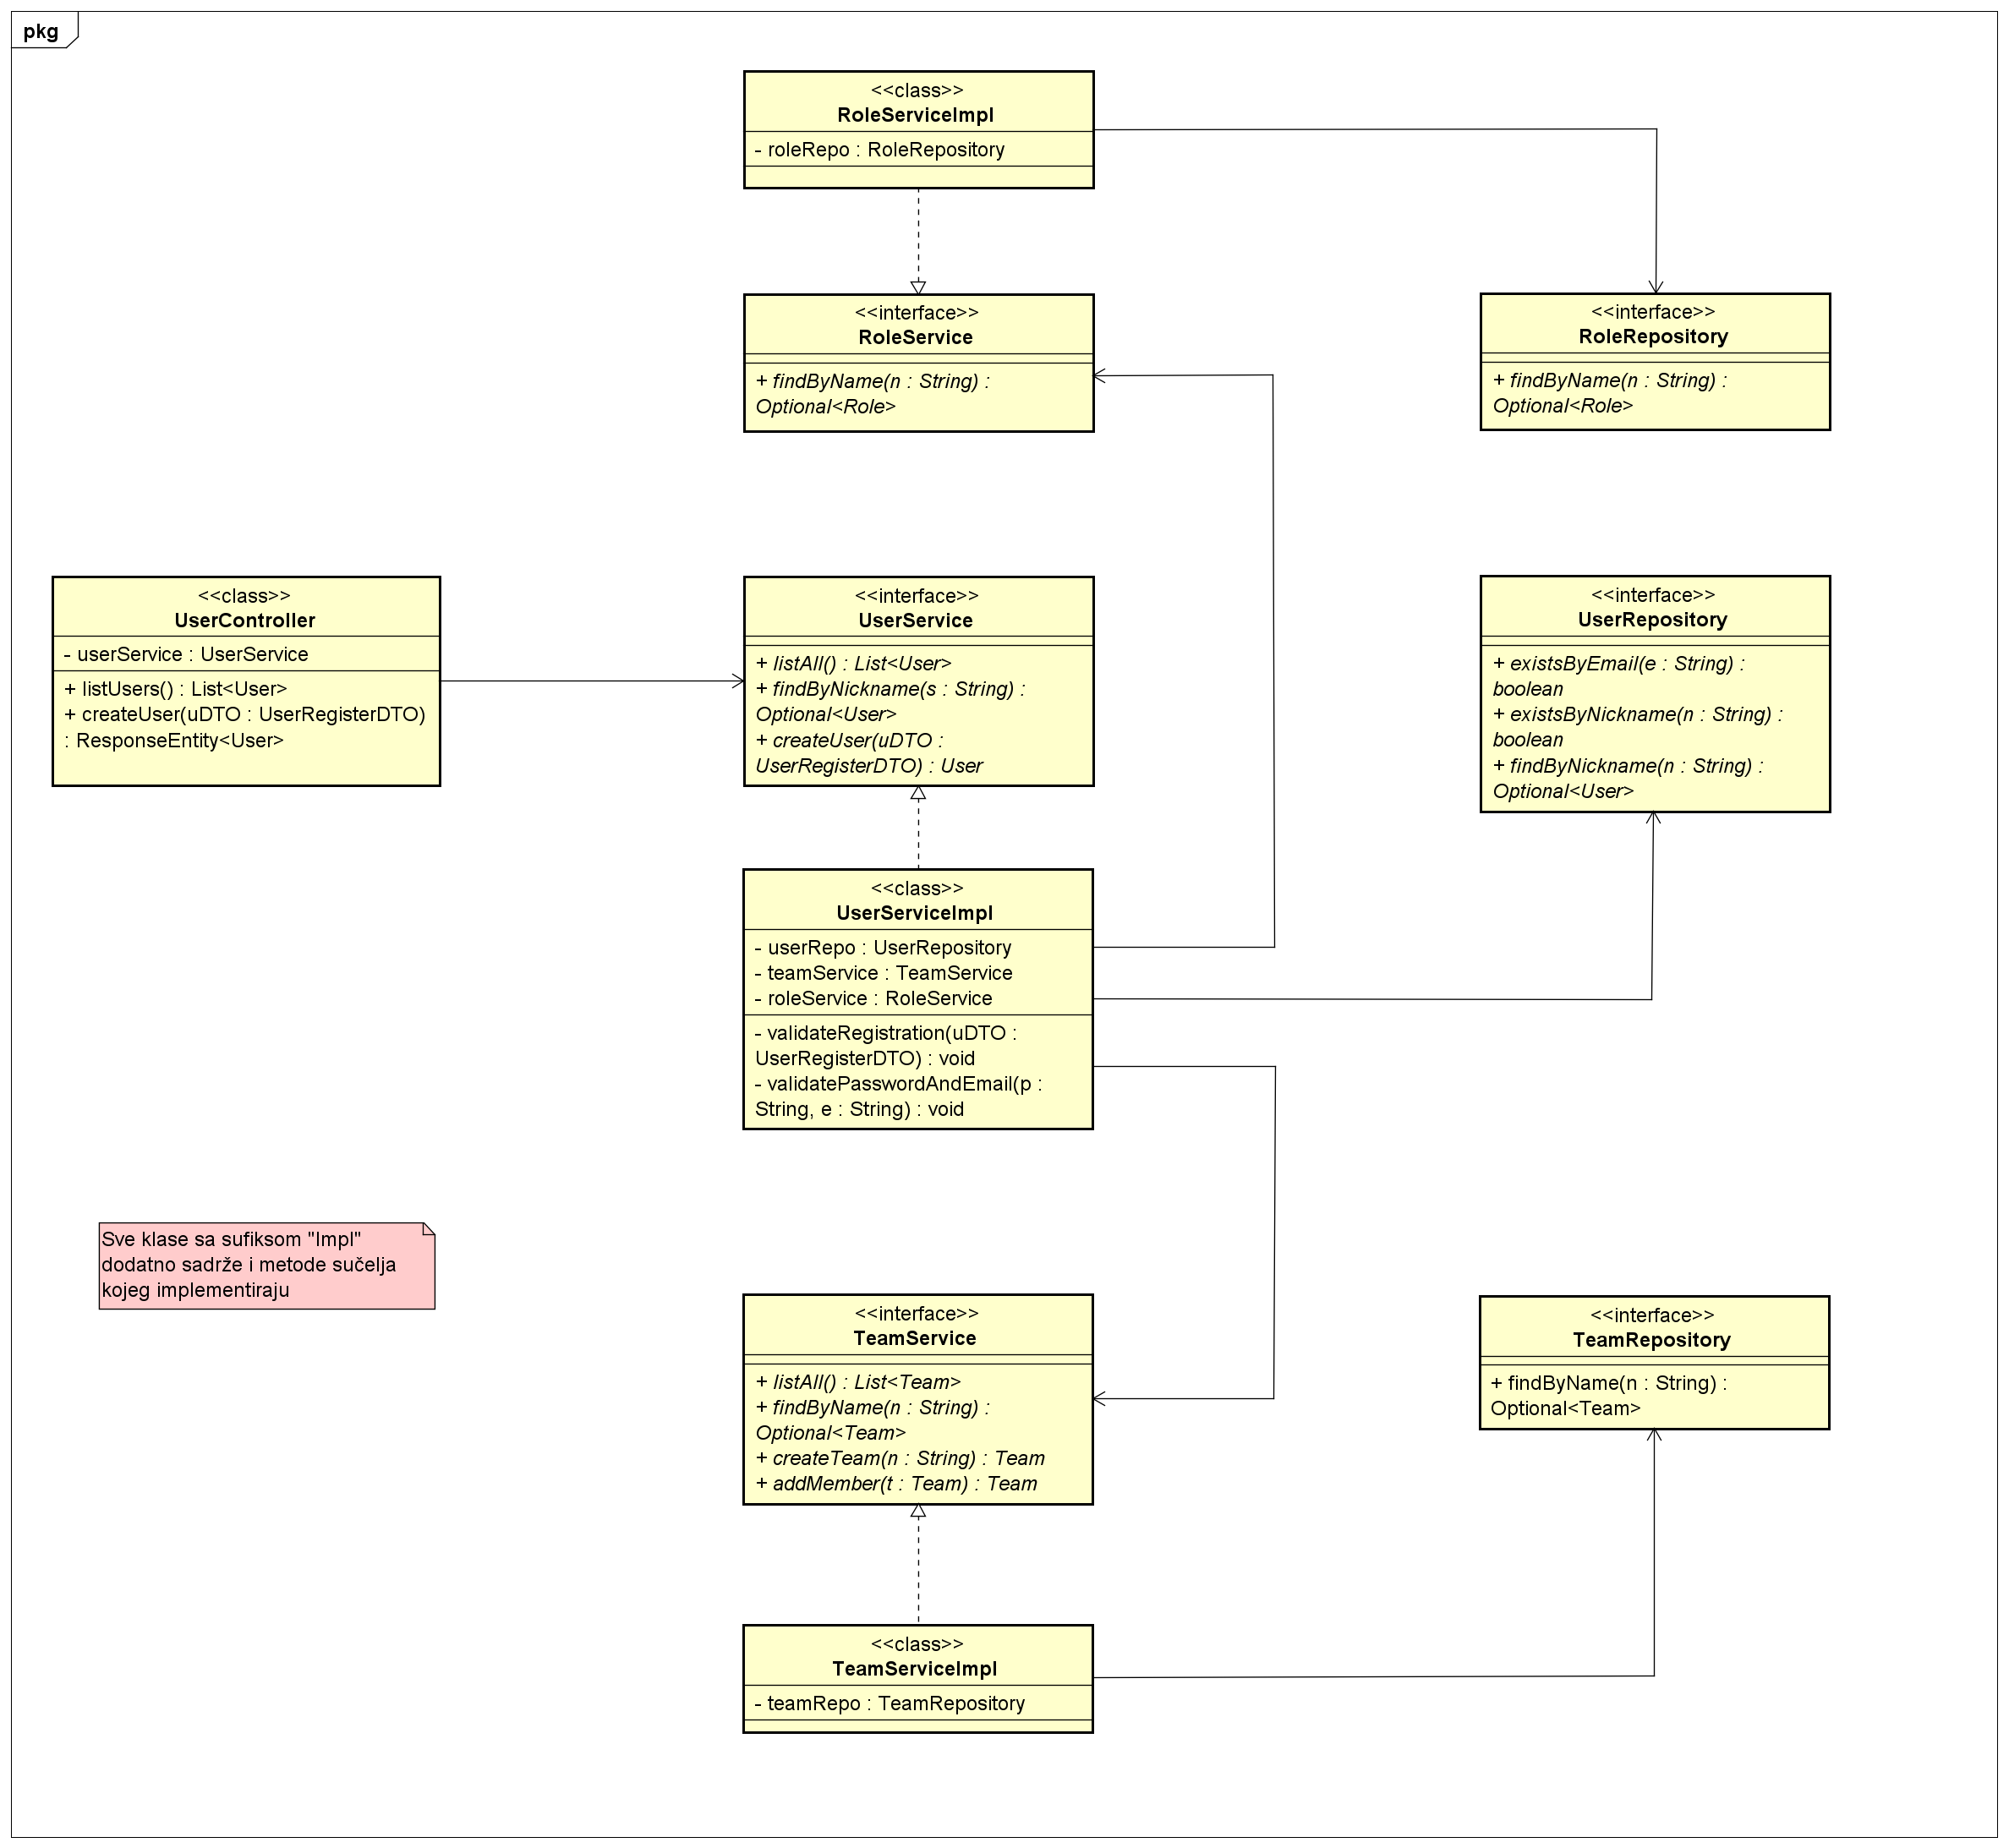 pkg
<<class>>
RoleServiceImpl
- roleRepo : RoleRepository
<<interface>>
RoleService
+ findByName(n : String) :
Optional<Role>
<<interface>>
RoleRepository
+ findByName(n : String) :
Optional<Role>
<<class>>
UserController
- userService : UserService
+ listUsers() : List<User>
+ createUser(uDTO : UserRegisterDTO)
: ResponseEntity<User>
<<interface>>
UserService
+ listAll() : List<User>
+ findByNickname(s : String) :
Optional<User>
+ createUser(uDTO :
UserRegisterDTO) : User
<<interface>>
UserRepository
+ existsByEmail(e : String) :
boolean
+ existsByNickname(n : String) :
boolean
+ findByNickname(n : String) :
Optional<User>
<<class>>
UserServiceImpl
- userRepo : UserRepository
- teamService : TeamService
- roleService : RoleService
- validateRegistration(uDTO :
UserRegisterDTO) : void
- validatePasswordAndEmail(p :
String, e : String) : void
Sve klase sa sufiksom "Impl"
dodatno sadrže i metode sučelja
kojeg implementiraju
<<interface>>
TeamService
+ listAll() : List<Team>
+ findByName(n : String) :
Optional<Team>
+ createTeam(n : String) : Team
+ addMember(t : Team) : Team
<<interface>>
TeamRepository
+ findByName(n : String) :
Optional<Team>
<<class>>
TeamServiceImpl
- teamRepo : TeamRepository